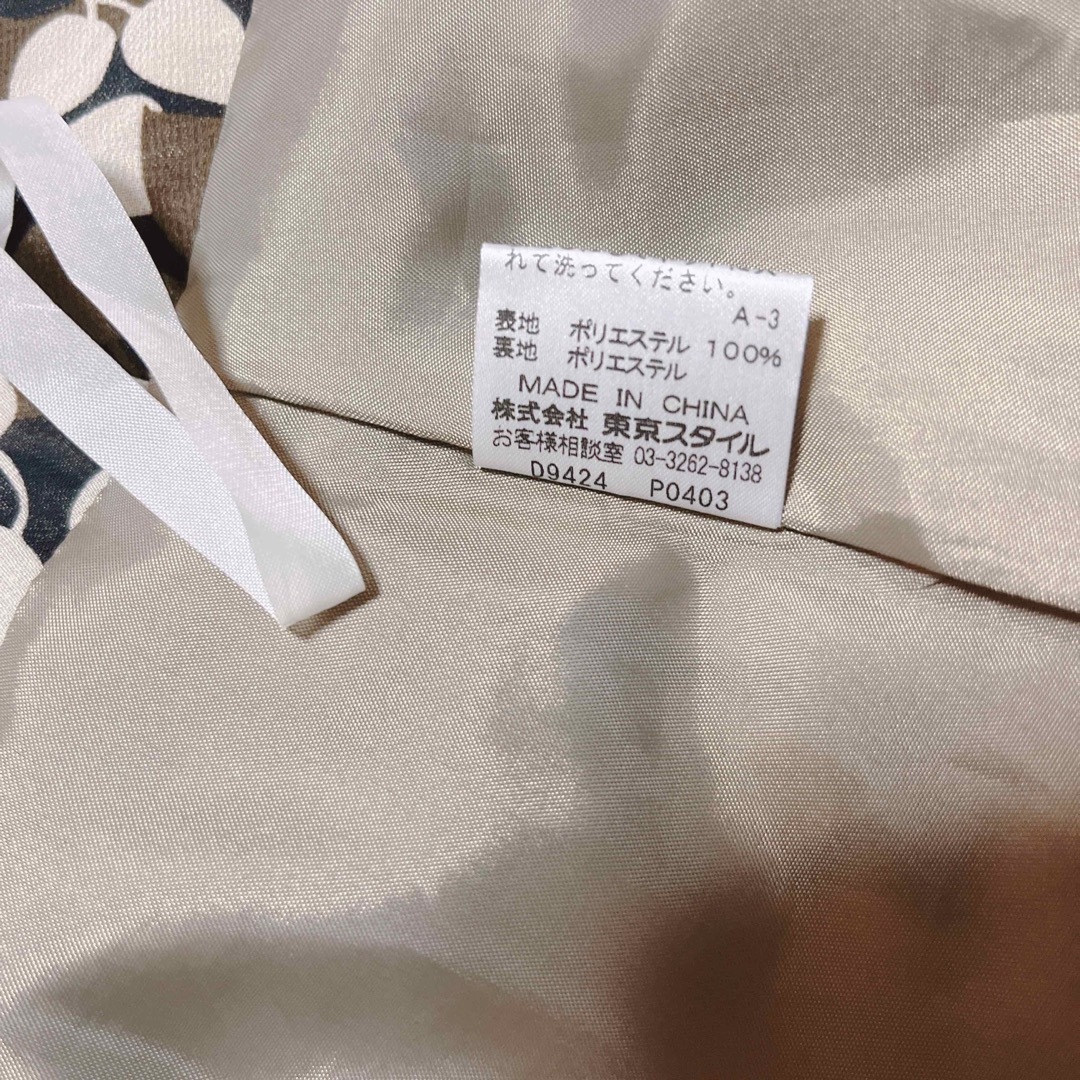 れて洗ってください。
A-3
表地 ポリエステル 100%
裏地 ポリエステル
MADE IN CHINA
株式会社 東京スタイル
お客様相談室 03-3262-8138
D9424 P0403